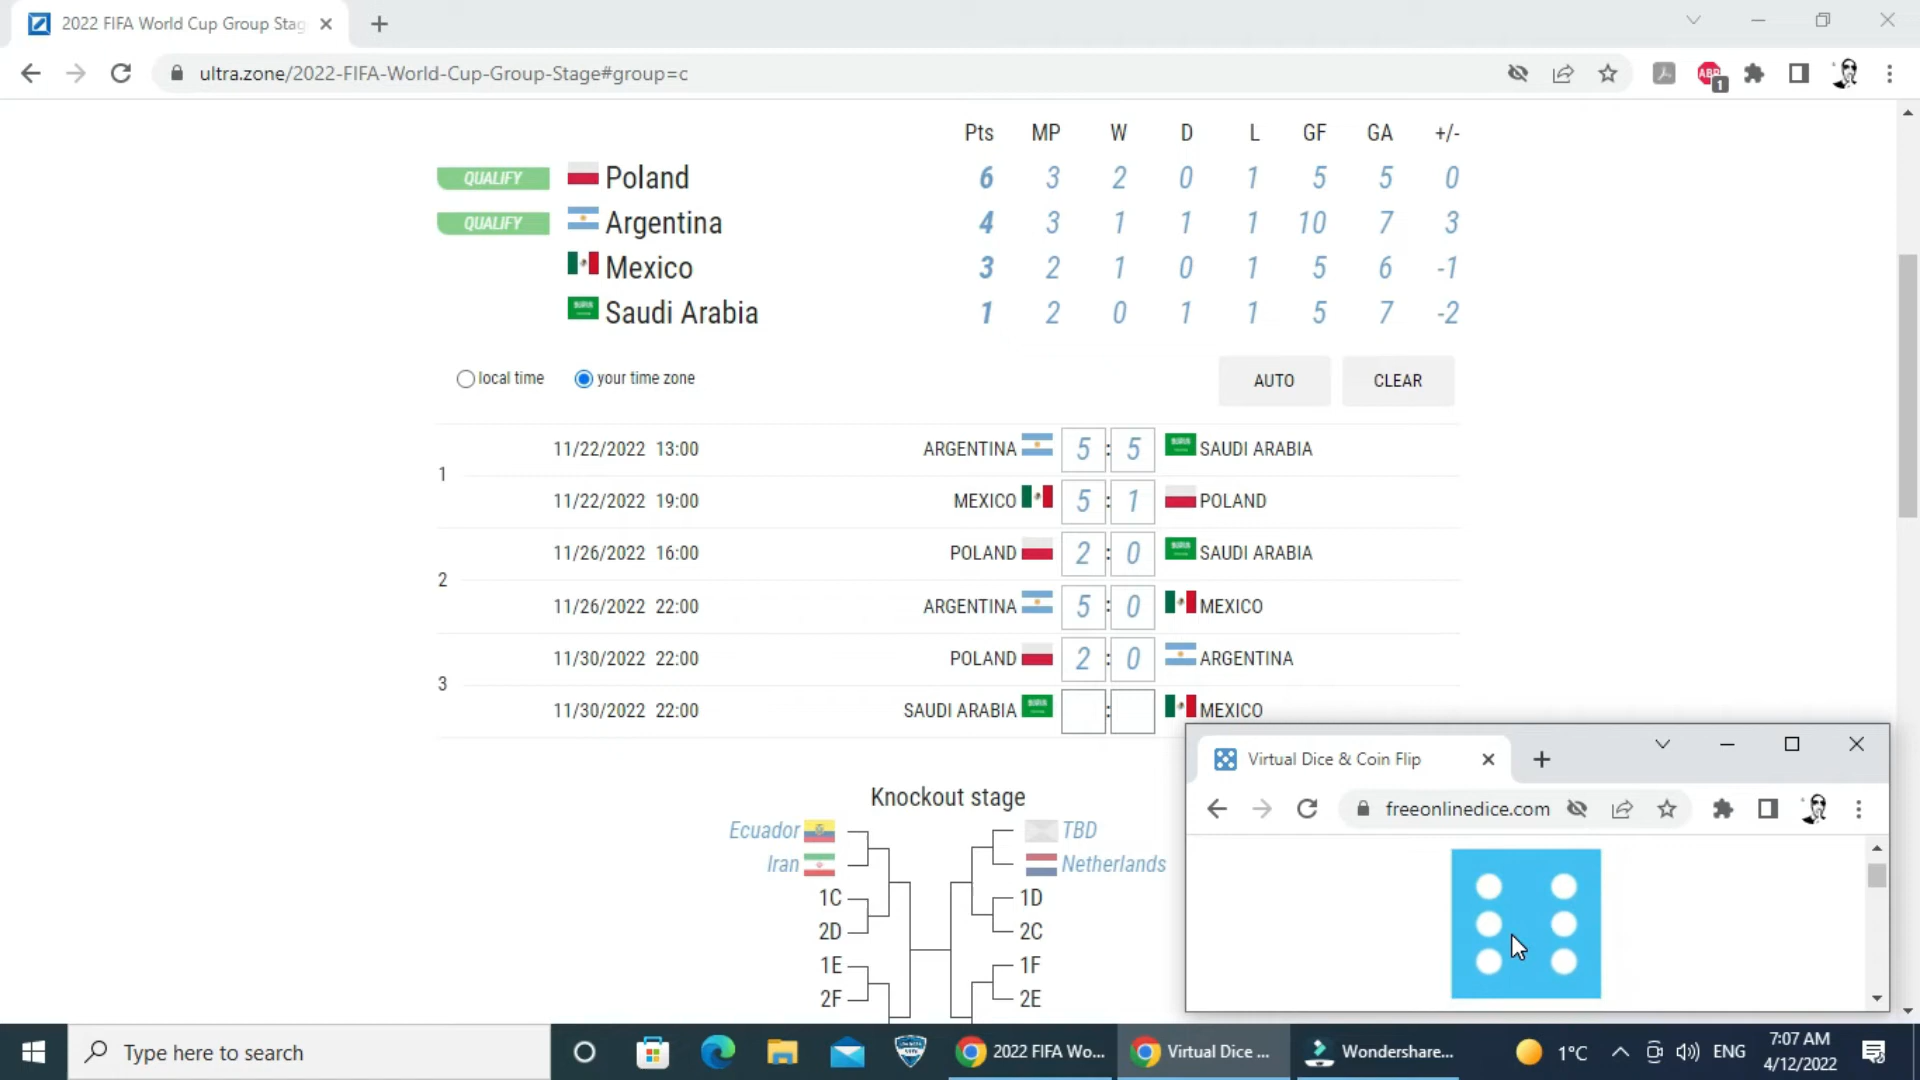 2022 FIFA World Cup Group Stag
ultra.zone/2022-FIFA-World-Cup-Group-Stage#group=c
ABP 1
Pts MP W D L GF GA +/-
QUALIFY Poland 6 3 2 0 1 5 5 0
QUALIFY Argentina 4 3 1 1 1 10 7 3
Mexico 3 2 1 0 1 5 6 -1
Saudi Arabia 1 2 0 1 1 5 7 -2
local time your time zone AUTO CLEAR
11/22/2022 13:00 ARGENTINA 5 : 5 SAUDI ARABIA
1
11/22/2022 19:00 MEXICO 5 : 1 POLAND
11/26/2022 16:00 POLAND 2 : 0 SAUDI ARABIA
2
11/26/2022 22:00 ARGENTINA 5 : 0 MEXICO
11/30/2022 22:00 POLAND 2 : 0 ARGENTINA
3
11/30/2022 22:00 SAUDI ARABIA : MEXICO
Knockout stage
Ecuador TBD
Iran Netherlands
1C 1D
2D 2C
1E 1F
2F 2E
Virtual Dice & Coin Flip
freeonlinedice.com
Type here to search
2022 FIFA Wo...
Virtual Dice ...
Wondershare...
1°C
ENG
7:07 AM
4/12/2022